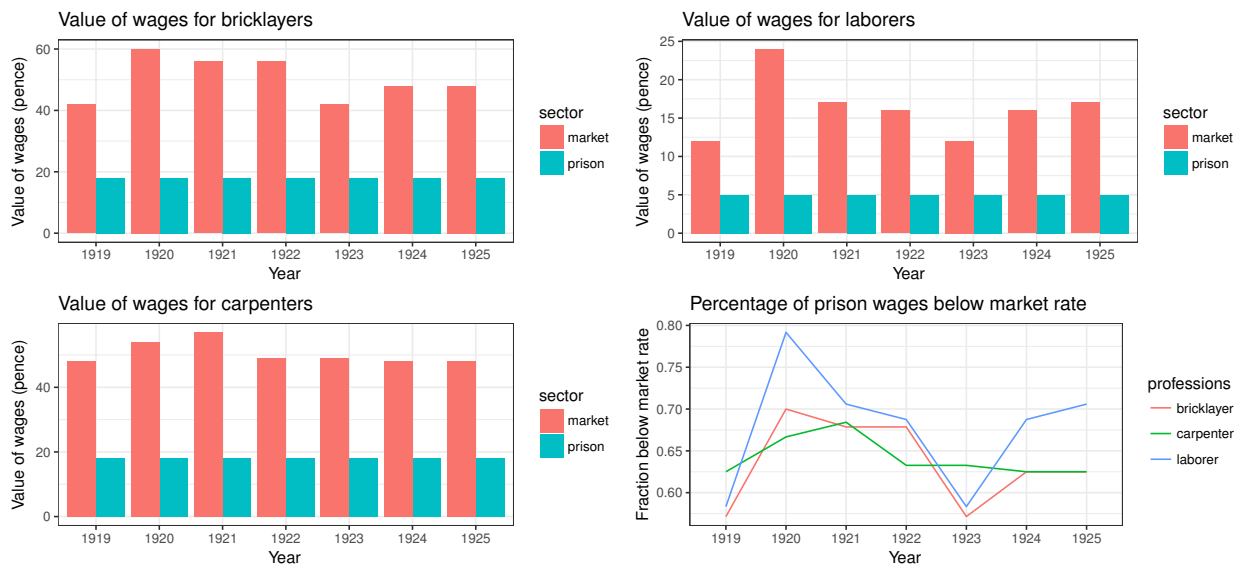 Value of wages for bricklayers
Value of wages (pence)
60
40
20
0
1919 1920 1921 1922 1923 1924 1925
Year
sector
market
prison
Value of wages for laborers
Value of wages (pence)
25
20
15
10
5
0
1919 1920 1921 1922 1923 1924 1925
Year
sector
market
prison
Value of wages for carpenters
Value of wages (pence)
40
20
0
1919 1920 1921 1922 1923 1924 1925
Year
sector
market
prison
Percentage of prison wages below market rate
Fraction below market rate
0.80
0.75
0.70
0.65
0.60
1919 1920 1921 1922 1923 1924 1925
Year
professions
bricklayer
carpenter
laborer